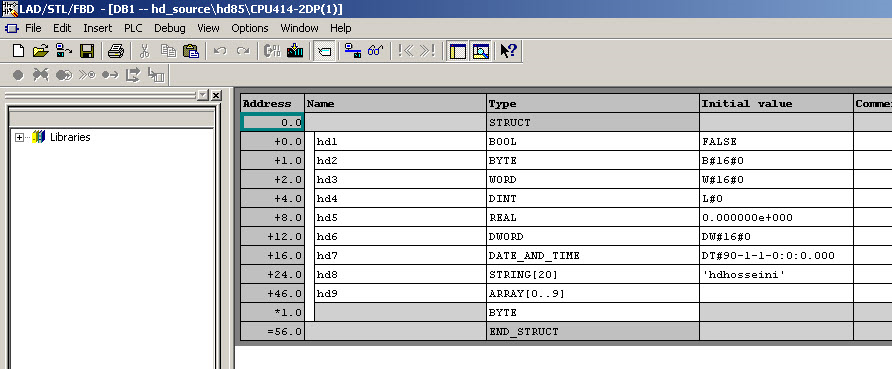 LAD/STL/FBD - [DB1 -- hd_source\hd85\CPU414-2DP(1)]
File Edit Insert PLC Debug View Options Window Help
Libraries
Address Name Type Initial value Comme
0.0 STRUCT
+0.0 hd1 BOOL FALSE
+1.0 hd2 BYTE B#16#0
+2.0 hd3 WORD W#16#0
+4.0 hd4 DINT L#0
+8.0 hd5 REAL 0.000000e+000
+12.0 hd6 DWORD DW#16#0
+16.0 hd7 DATE_AND_TIME DT#90-1-1-0:0:0.000
+24.0 hd8 STRING[20] 'hdhosseini'
+46.0 hd9 ARRAY[0..9]
*1.0 BYTE
=56.0 END_STRUCT